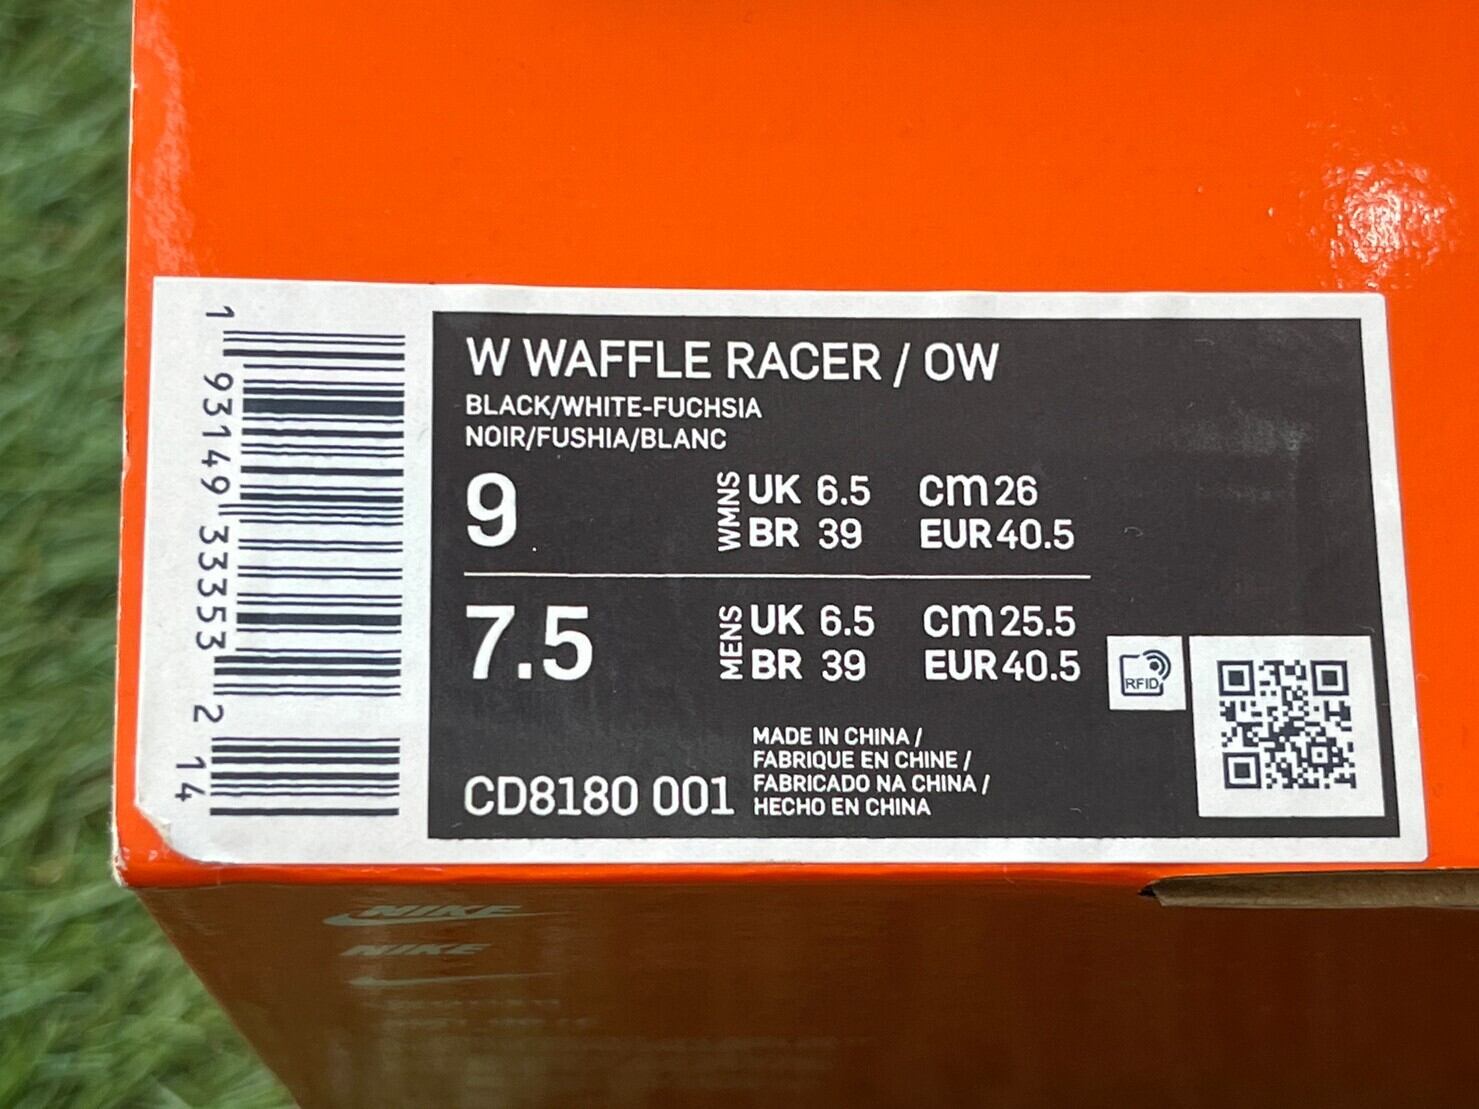 W WAFFLE RACER / OW
BLACK/WHITE-FUCHSIA
NOIR/FUSHIA/BLANC
9 WMNS UK 6.5 cm 26
BR 39 EUR 40.5
7.5 MENS UK 6.5 cm 25.5
BR 39 EUR 40.5
RFID
CD8180 001
MADE IN CHINA /
FABRIQUE EN CHINE /
FABRICADO NA CHINA /
HECHO EN CHINA
1 93149 33353 2 14
NIKE
NIKE